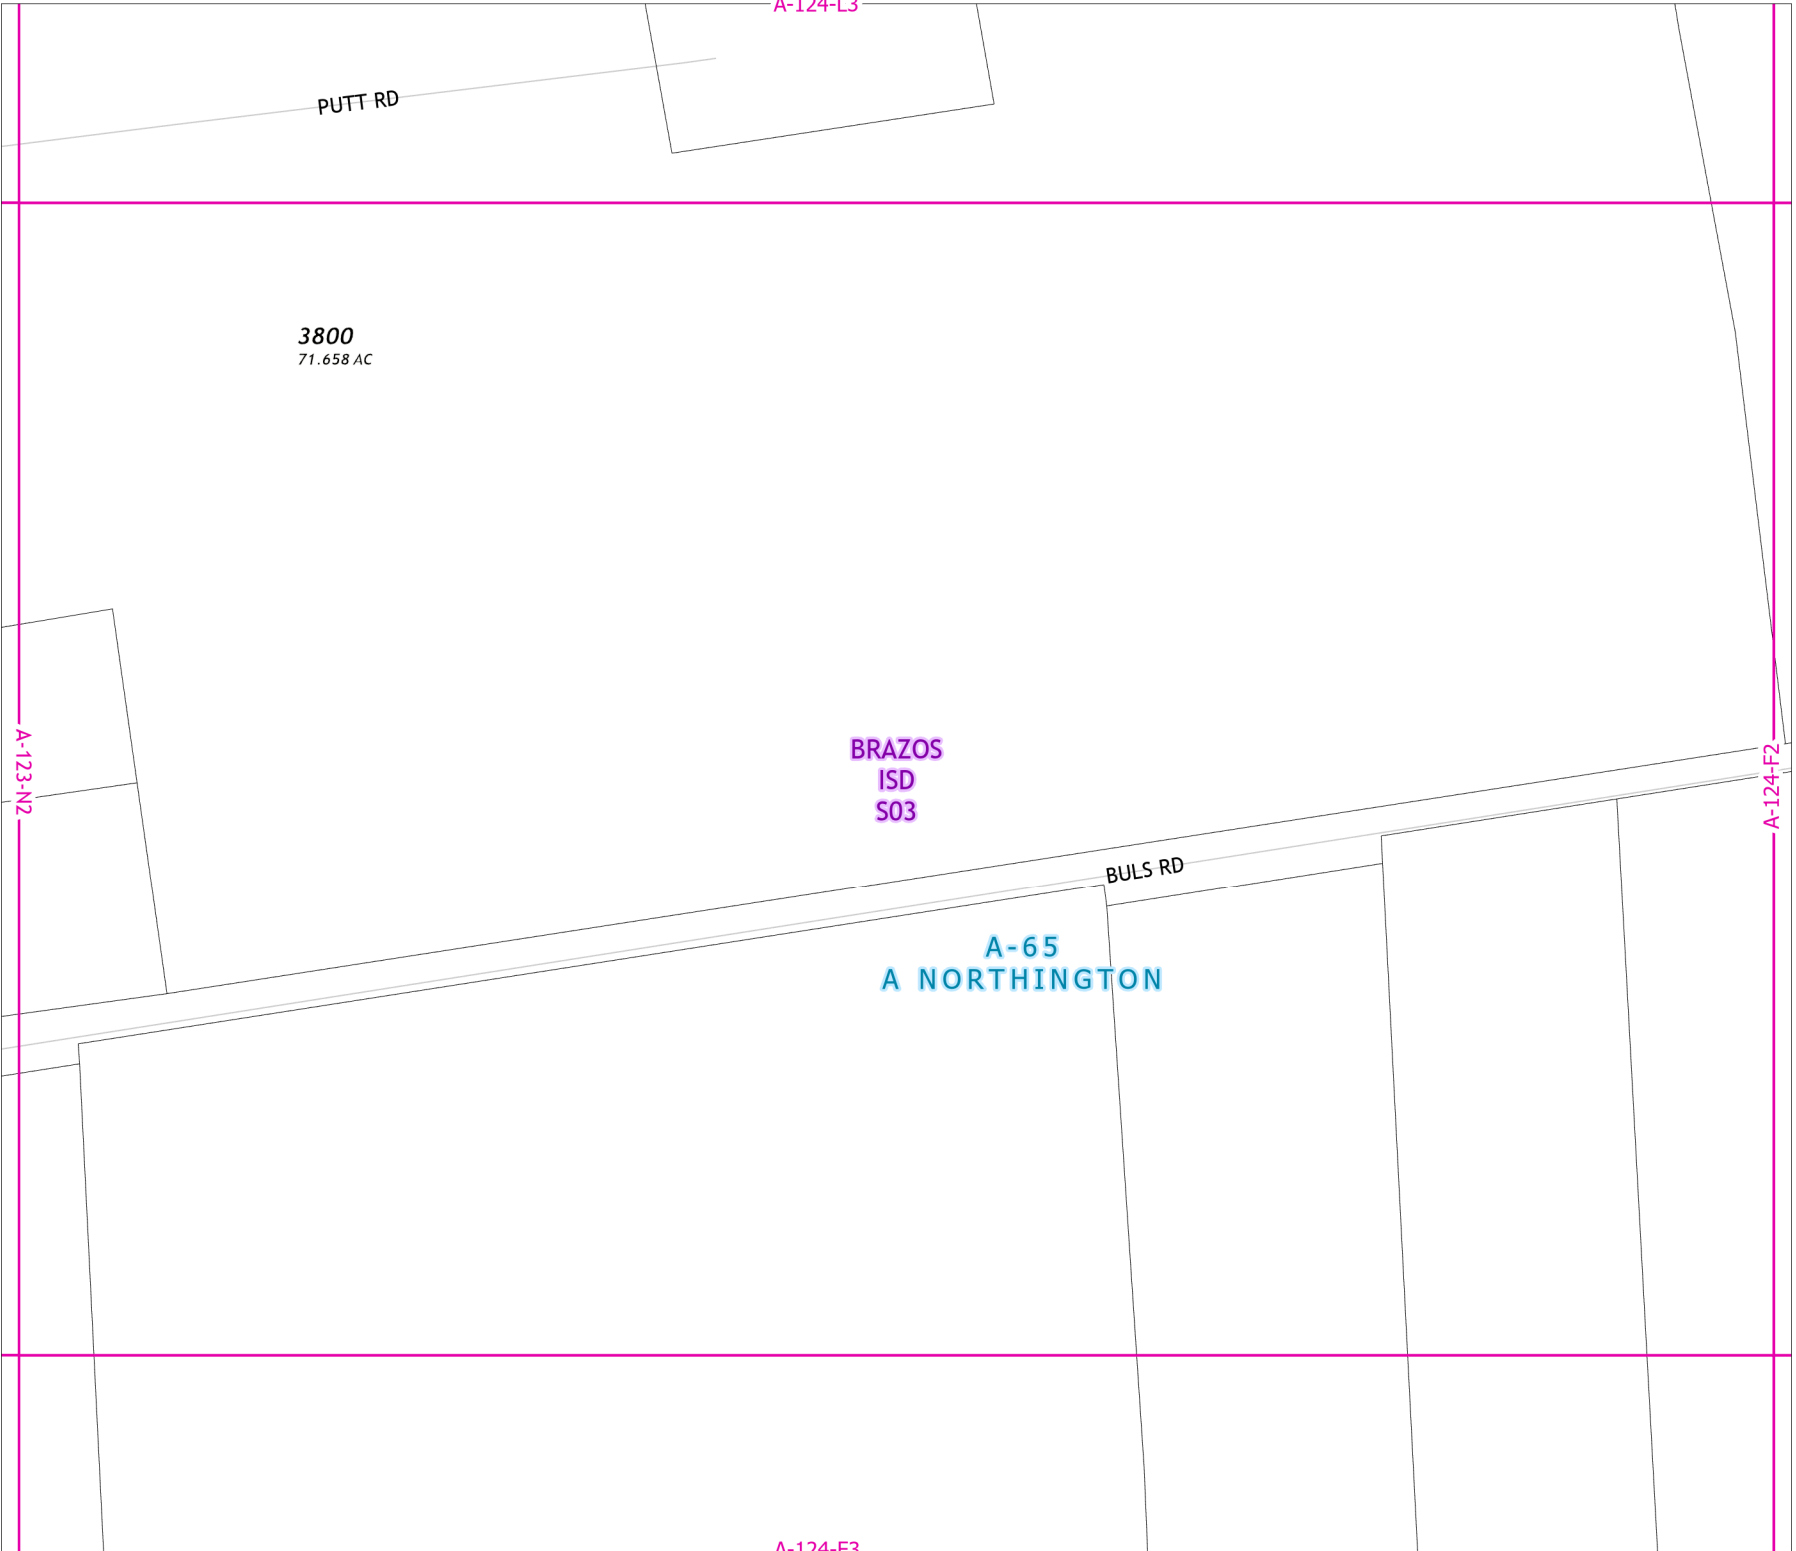 A-124-L3
PUTT RD
3800
71.658 AC
A-123-N2
BRAZOS
ISD
S03
A-124-F2
BULS RD
A-65
A NORTHINGTON
A-124-F3